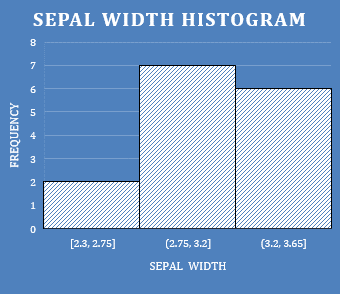 SEPAL WIDTH HISTOGRAM
8
7
6
5
4
3
2
1
0
FREQUENCY
[2.3, 2.75] (2.75, 3.2] (3.2, 3.65]
SEPAL WIDTH